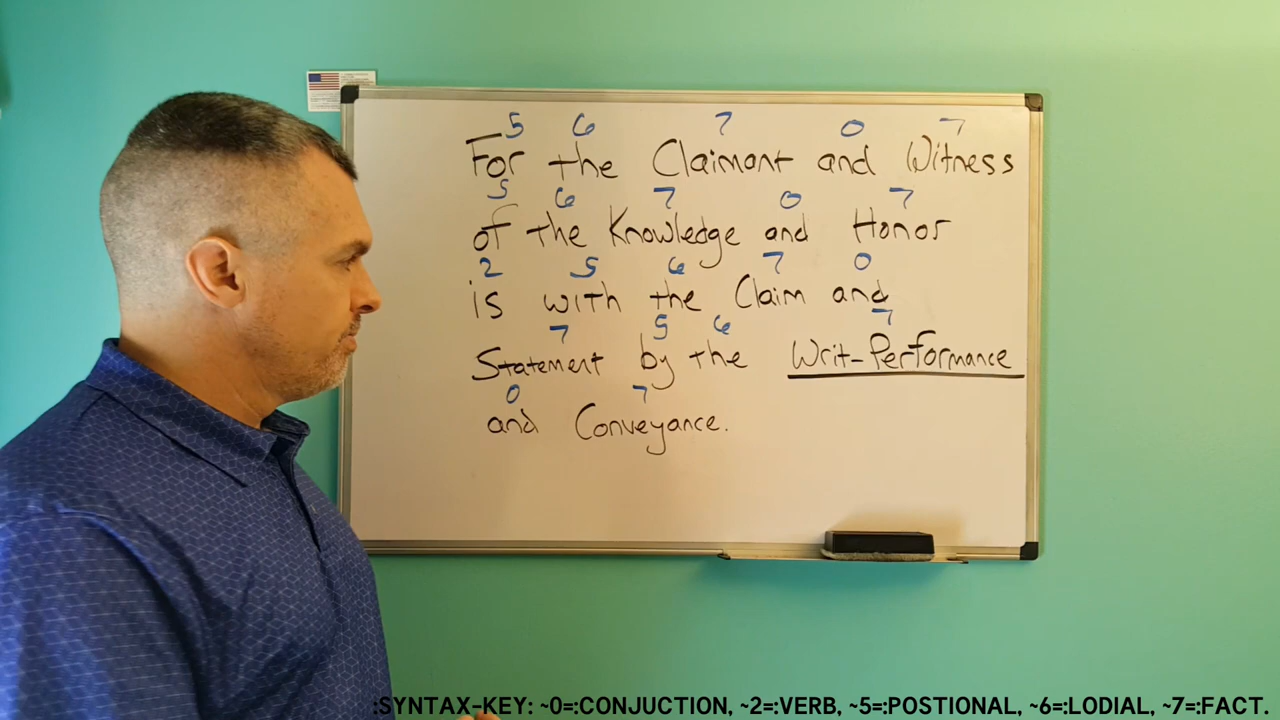 5 6 7 0 7
For the Claimant and Witness
5 6 7 0 7
of the Knowledge and Honor
2 5 6 7 0
is with the Claim and
7 5 6 7
Statement by the Writ-Performance
0 7
and Conveyance.
:SYNTAX-KEY: ~0=:CONJUCTION, ~2=:VERB, ~5=:POSTIONAL, ~6=:LODIAL, ~7=:FACT.